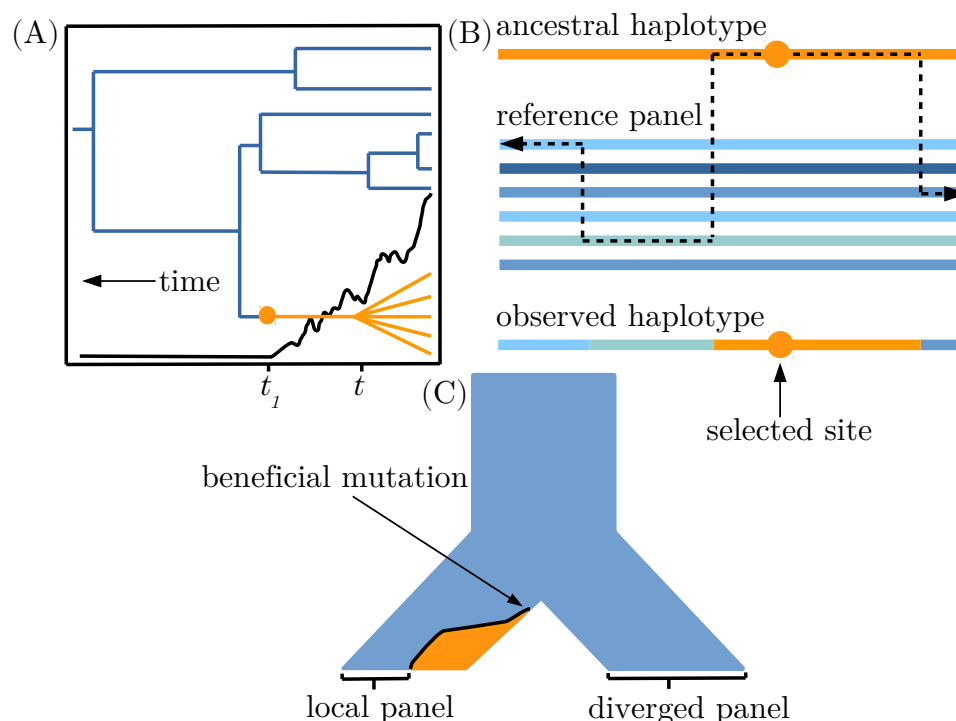 (A)
time
t1
t
(B)
ancestral haplotype
reference panel
observed haplotype
selected site
(C)
beneficial mutation
local panel
diverged panel